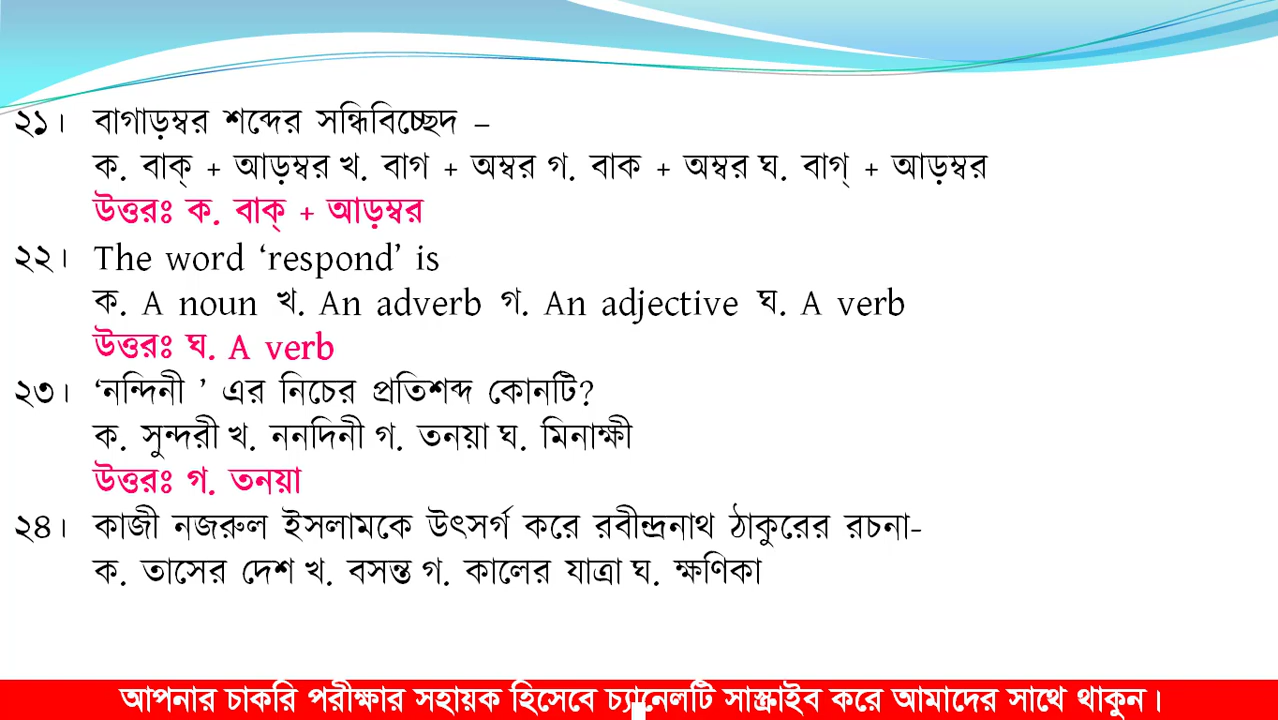 ২১। বাগাড়ম্বর শব্দের সন্ধিবিচ্ছেদ –
ক. বাক্ + আড়ম্বর খ. বাগ + অম্বর গ. বাক + অম্বর ঘ. বাগ্ + আড়ম্বর
উত্তরঃ ক. বাক্ + আড়ম্বর
২২। The word ‘respond’ is
ক. A noun খ. An adverb গ. An adjective ঘ. A verb
উত্তরঃ ঘ. A verb
২৩। ‘নন্দিনী ’ এর নিচের প্রতিশব্দ কোনটি?
ক. সুন্দরী খ. ননদিনী গ. তনয়া ঘ. মিনাক্ষী
উত্তরঃ গ. তনয়া
২৪। কাজী নজরুল ইসলামকে উৎসর্গ করে রবীন্দ্রনাথ ঠাকুরের রচনা-
ক. তাসের দেশ খ. বসন্ত গ. কালের যাত্রা ঘ. ক্ষণিকা
আপনার চাকরি পরীক্ষার সহায়ক হিসেবে চ্যানেলটি সাস্ক্রাইব করে আমাদের সাথে থাকুন।